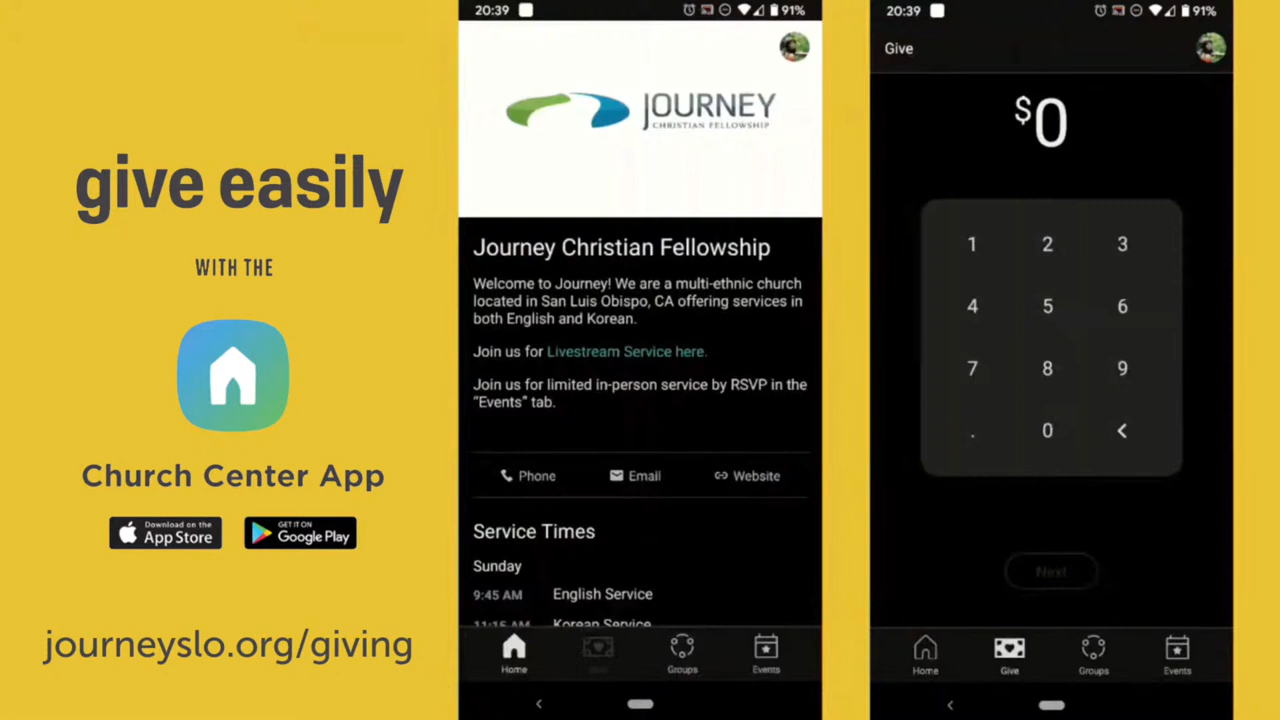 give easily
WITH THE
Church Center App
Download on the
App Store
GET IT ON
Google Play
journeyslo.org/giving
20:39
91%
JOURNEY
CHRISTIAN FELLOWSHIP
Journey Christian Fellowship
Welcome to Journey! We are a multi-ethnic church
located in San Luis Obispo, CA offering services in
both English and Korean.
Join us for Livestream Service here.
Join us for limited in-person service by RSVP in the
“Events” tab.
Phone Email Website
Service Times
Sunday
9:45 AM English Service
11:15 AM Korean Service
Home Give Groups Events
20:39
91%
Give
$0
1 2 3
4 5 6
7 8 9
. 0 <
Next
Home Give Groups Events